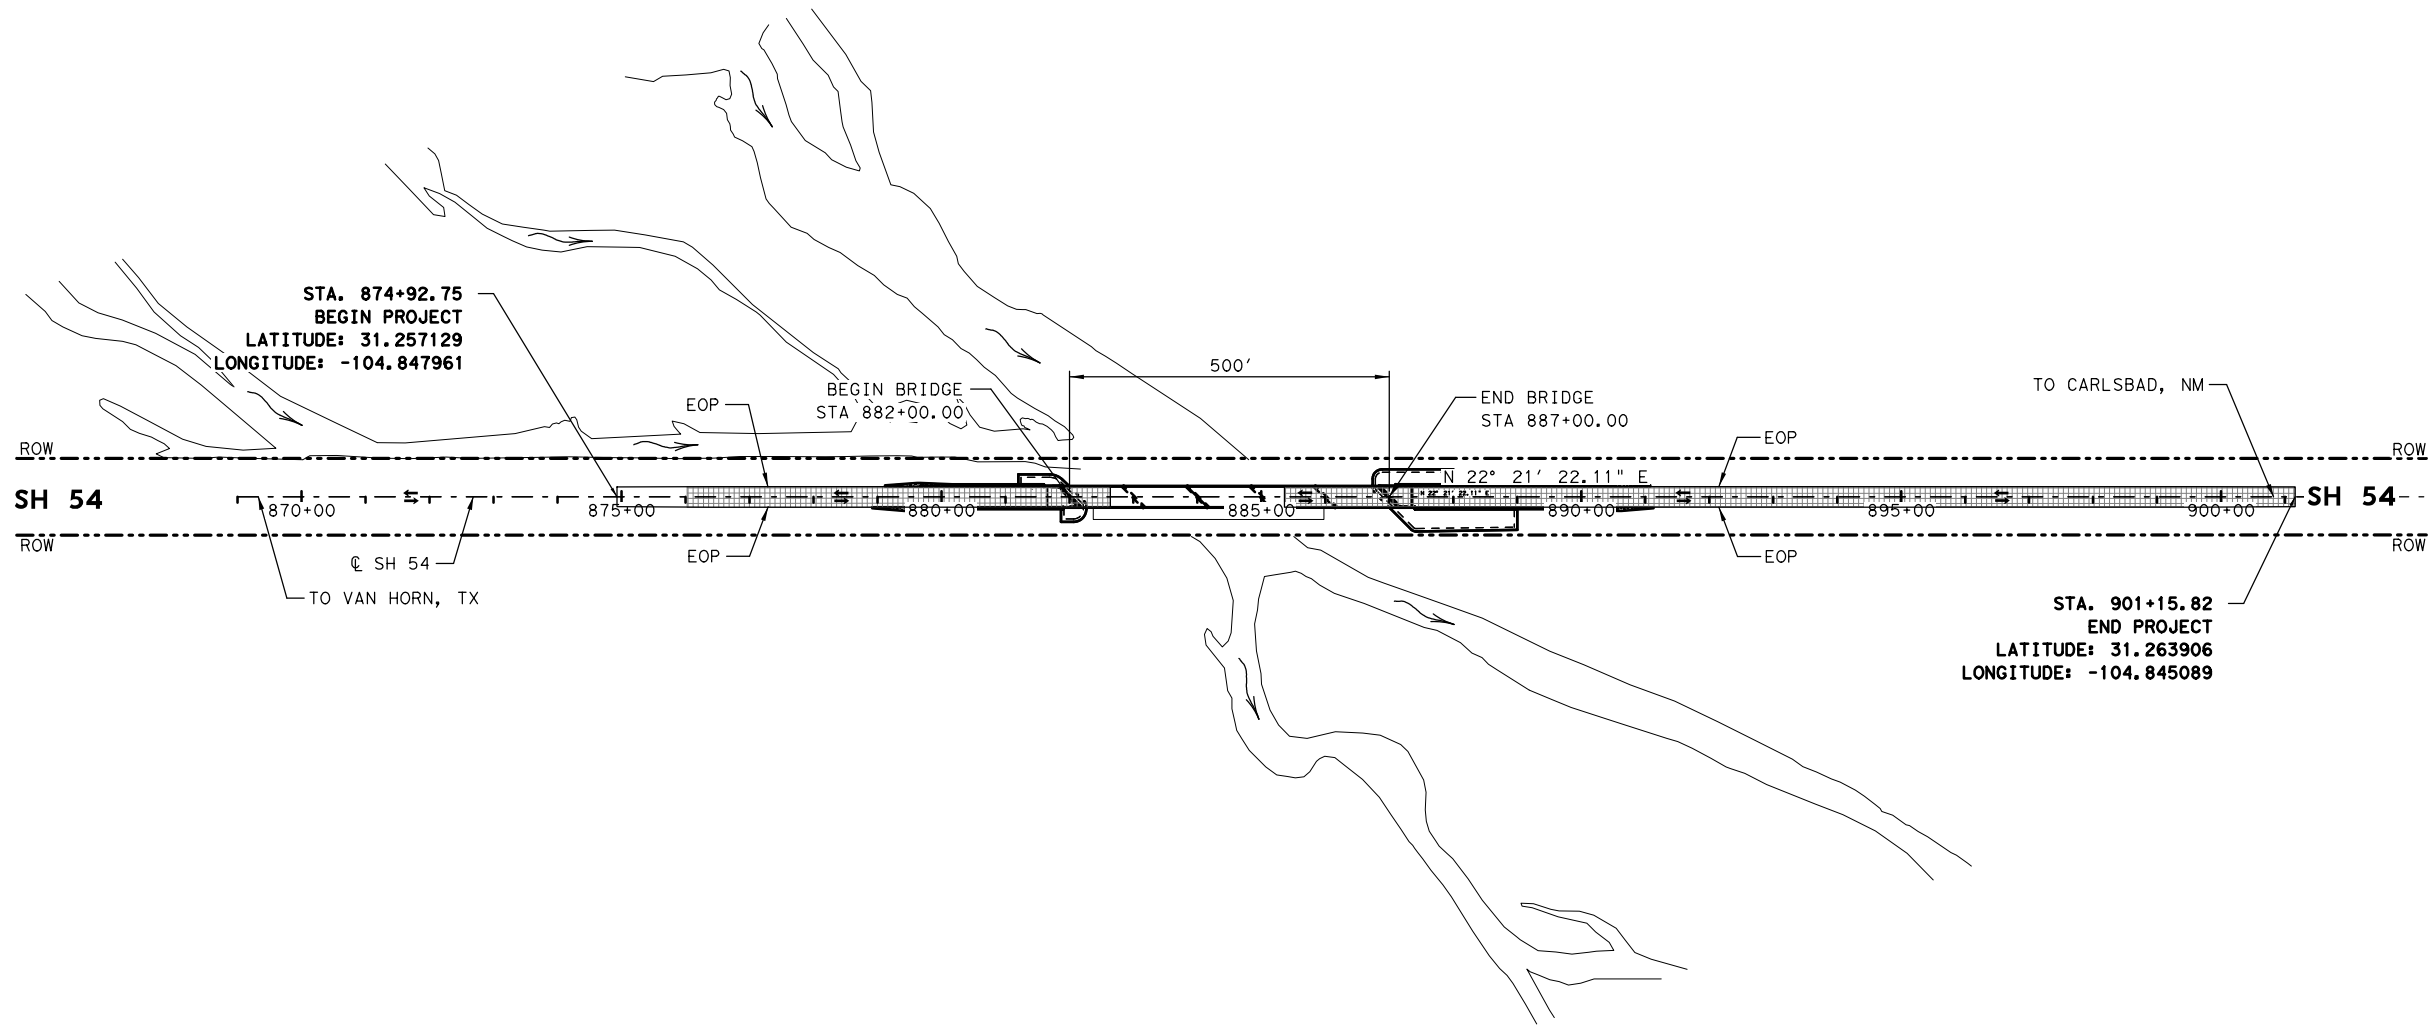 STA. 874+92.75
BEGIN PROJECT
LATITUDE: 31.257129
LONGITUDE: -104.847961
500'
BEGIN BRIDGE
STA 882+00.00
END BRIDGE
STA 887+00.00
TO CARLSBAD, NM
EOP
EOP
ROW
ROW
N 22° 21' 22.11" E
N 22° 21' 22.11" E
SH 54
SH 54
870+00
875+00
880+00
885+00
890+00
895+00
900+00
ROW
ROW
EOP
EOP
℄ SH 54
TO VAN HORN, TX
STA. 901+15.82
END PROJECT
LATITUDE: 31.263906
LONGITUDE: -104.845089